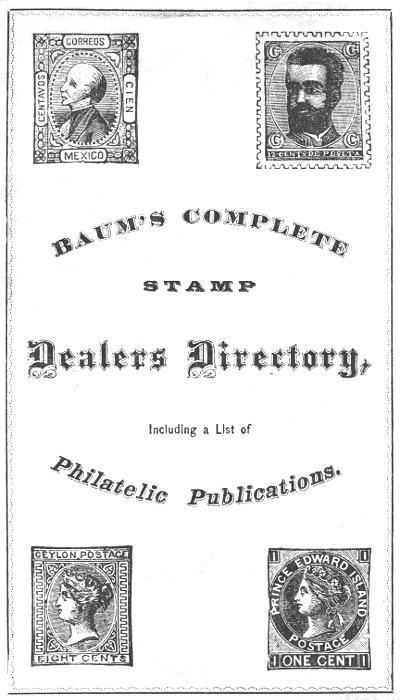 CORREOS
CENTAVOS
CIEN
MEXICO
C C
C C
12 CENTS DE PESETA
BAUM'S COMPLETE
STAMP
Dealers Directory,
Including a List of
Philatelic Publications.
CEYLON POSTAGE
EIGHT CENTS
1 1
PRINCE EDWARD ISLAND
POSTAGE
1 ONE CENT 1